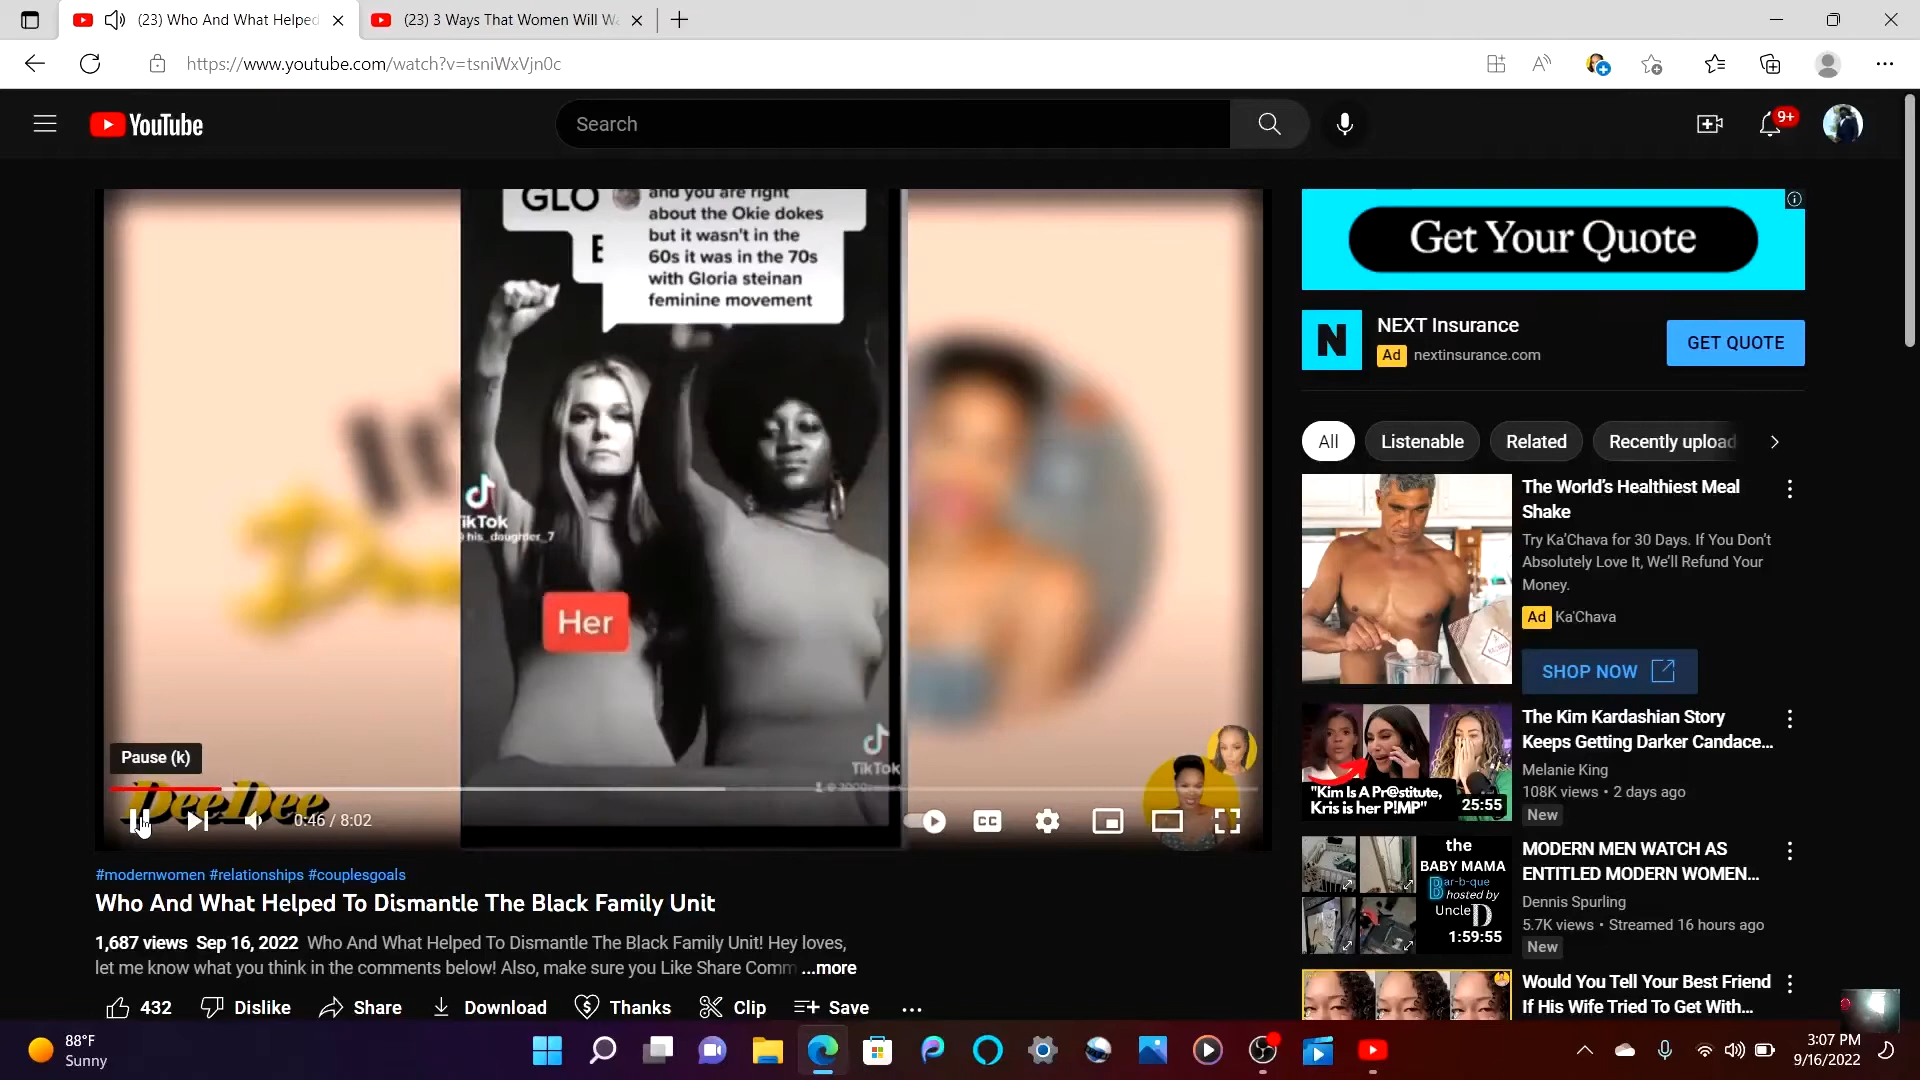 (23) Who And What Helped
(23) 3 Ways That Women Will Wa
https://www.youtube.com/watch?v=tsniWxVjn0c
YouTube
Search
9+
GLO
E
and you are right
about the Okie dokes
but it wasn't in the
60s it was in the 70s
with Gloria steinan
feminine movement
ikTok
his_daughter_7
Her
TikTok
Pause (k)
DeeDee
0:46 / 8:02
CC
#modernwomen #relationships #couplesgoals
Who And What Helped To Dismantle The Black Family Unit
1,687 views Sep 16, 2022 Who And What Helped To Dismantle The Black Family Unit! Hey loves,
let me know what you think in the comments below! Also, make sure you Like Share Comm ...more
432 Dislike Share Download Thanks Clip Save
Get Your Quote
N
NEXT Insurance
Ad nextinsurance.com
GET QUOTE
All Listenable Related Recently upload
The World's Healthiest Meal
Shake
Try Ka'Chava for 30 Days. If You Don't
Absolutely Love It, We'll Refund Your
Money.
Ad Ka'Chava
SHOP NOW
"Kim Is A Pr@stitute,
Kris is her P!MP"
25:55
The Kim Kardashian Story
Keeps Getting Darker Candace...
Melanie King
108K views • 2 days ago
New
the
BABY MAMA
Bar-b-que
hosted by
Uncle D
1:59:55
MODERN MEN WATCH AS
ENTITLED MODERN WOMEN...
Dennis Spurling
5.7K views • Streamed 16 hours ago
New
Would You Tell Your Best Friend
If His Wife Tried To Get With...
88°F
Sunny
3:07 PM
9/16/2022